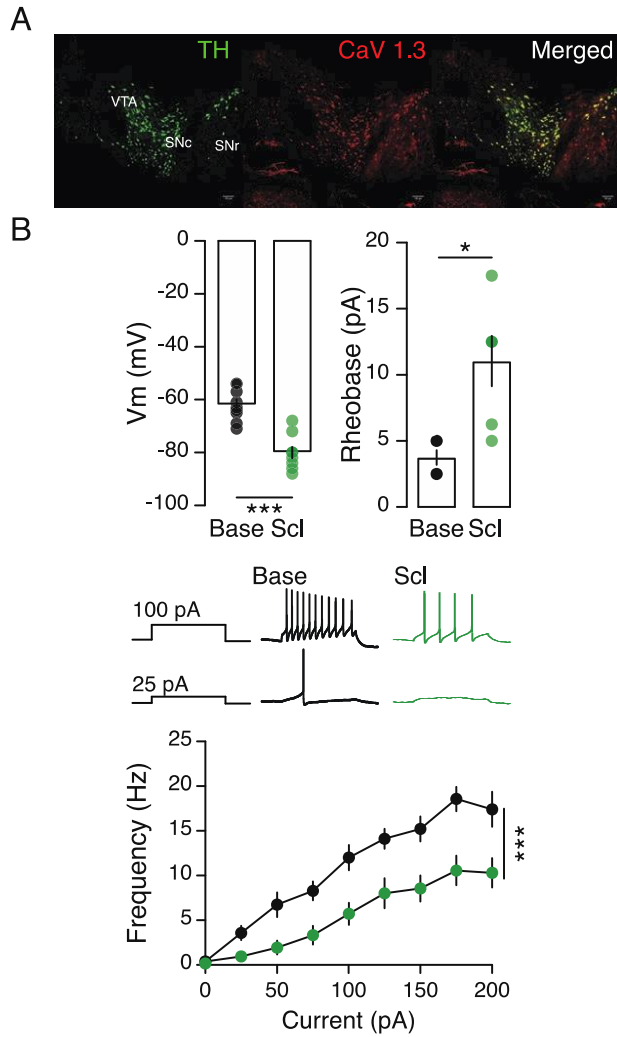 A
TH
CaV 1.3
Merged
VTA
SNc
SNr
B
0
-20
-40
-60
-80
-100
Vm (mV)
***
Base Scl
20
15
10
5
0
Rheobase (pA)
*
Base Scl
Base
Scl
100 pA
25 pA
25
20
15
10
5
0
Frequency (Hz)
***
0 50 100 150 200
Current (pA)